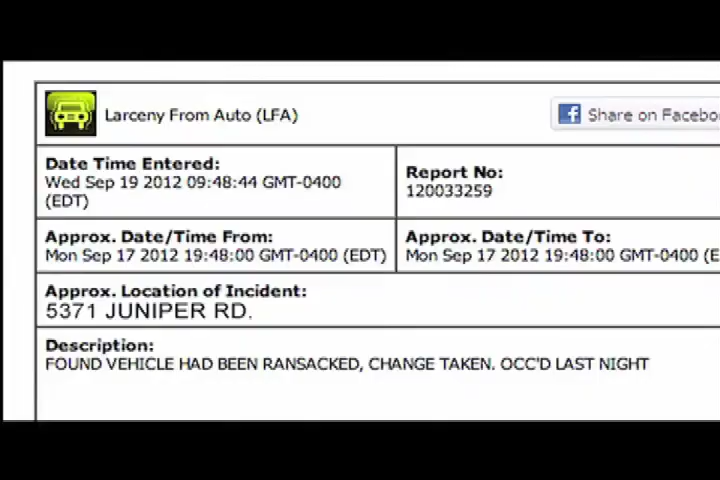 Larceny From Auto (LFA)
Share on Facebo
Date Time Entered:
Wed Sep 19 2012 09:48:44 GMT-0400
(EDT)
Report No:
120033259
Approx. Date/Time From:
Mon Sep 17 2012 19:48:00 GMT-0400 (EDT)
Approx. Date/Time To:
Mon Sep 17 2012 19:48:00 GMT-0400 (E
Approx. Location of Incident:
5371 JUNIPER RD.
Description:
FOUND VEHICLE HAD BEEN RANSACKED, CHANGE TAKEN. OCC'D LAST NIGHT